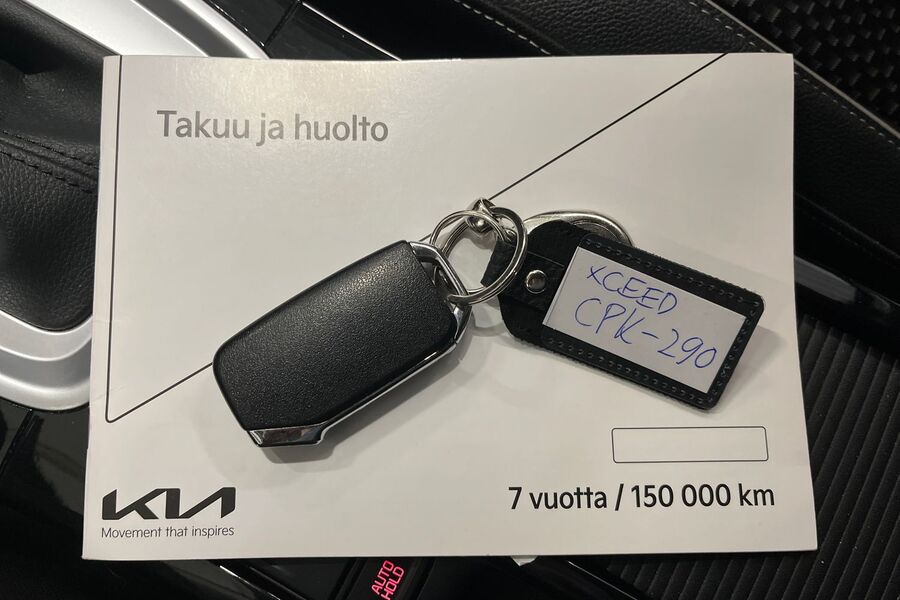 Takuu ja huolto
XCEED
CPK-290
7 vuotta / 150 000 km
KIA
Movement that inspires
AUTO
HOLD